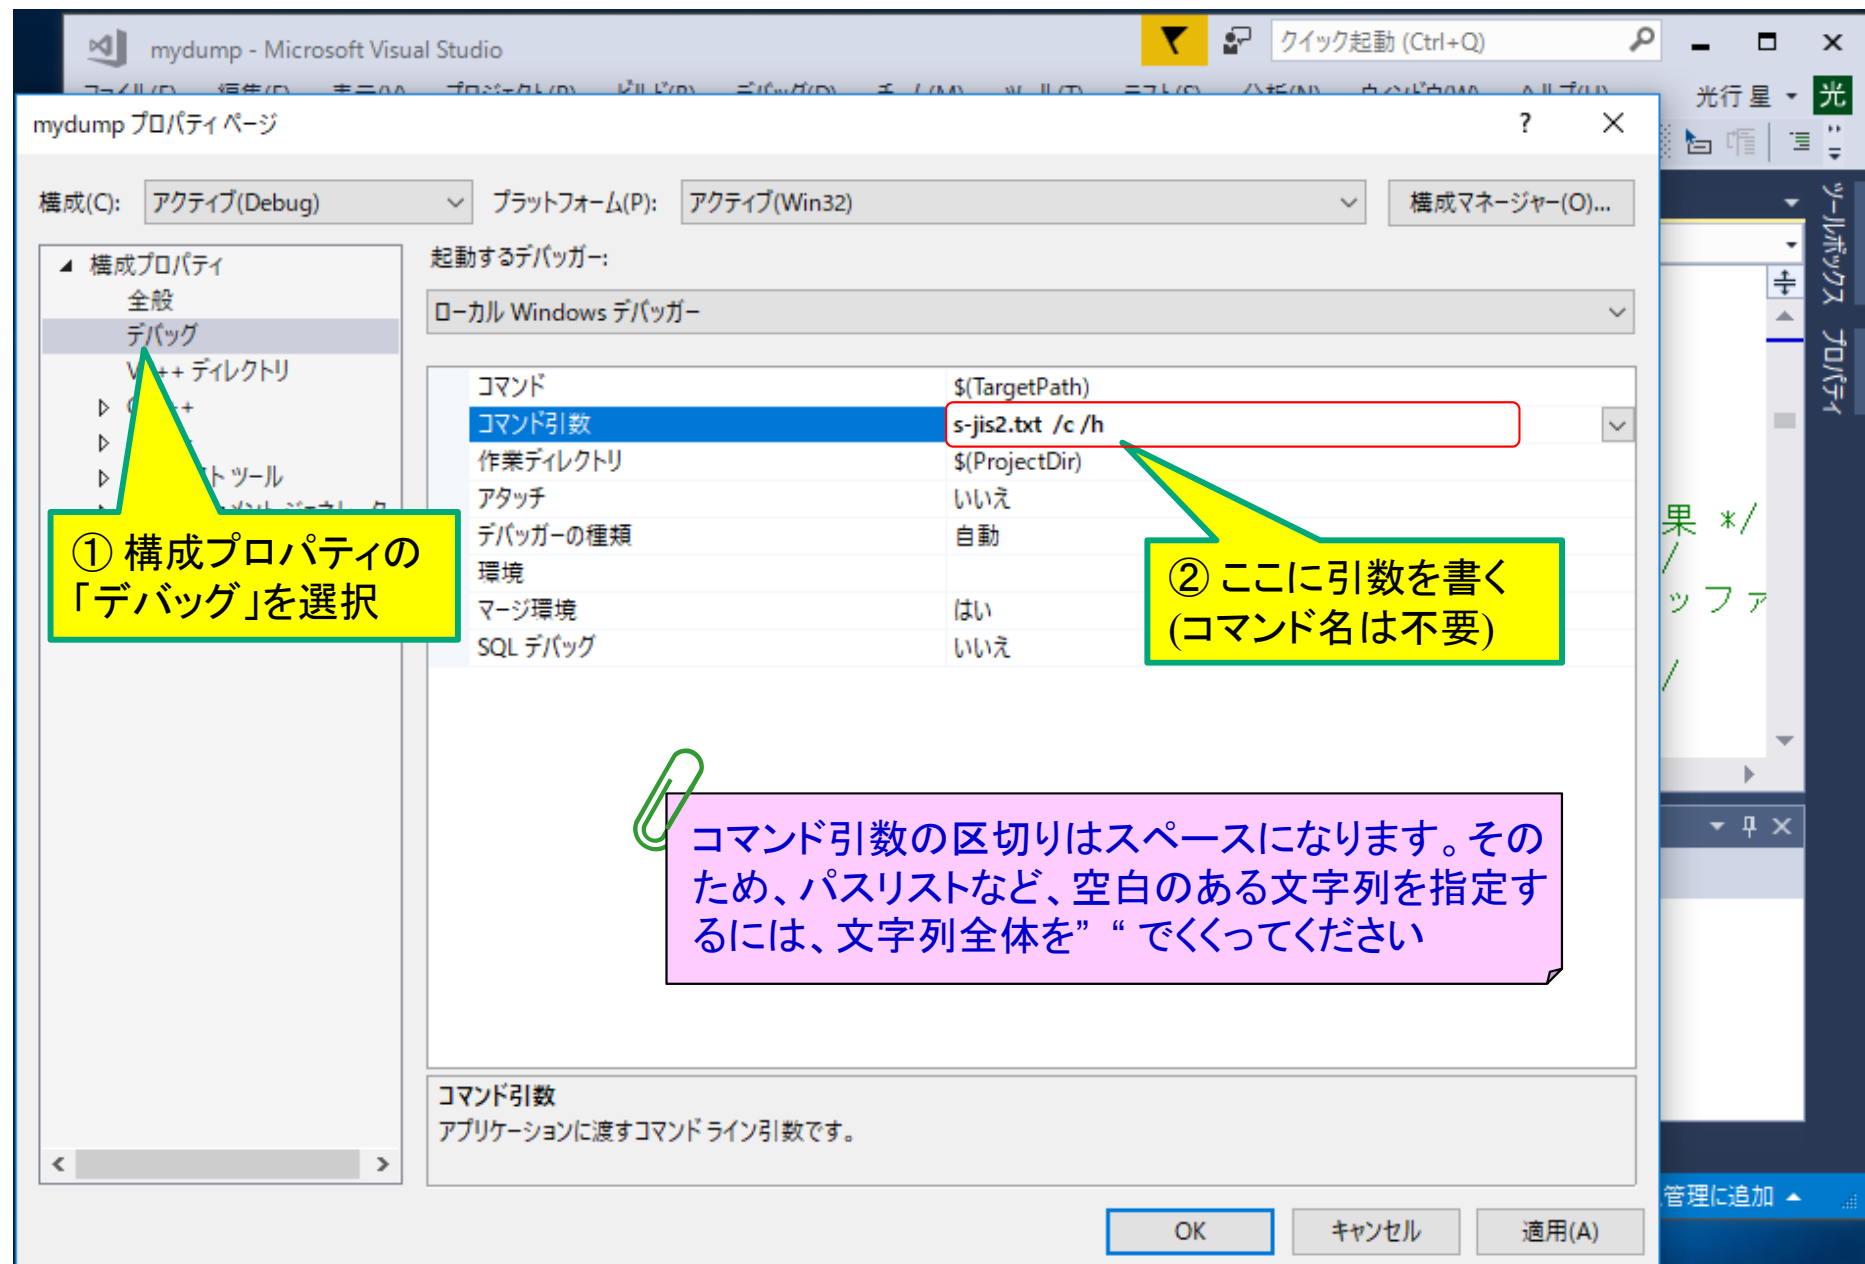 mydump - Microsoft Visual Studio
クイック起動 (Ctrl+Q)
光行 星
光
mydump プロパティ ページ
?
構成(C):
アクティブ(Debug)
プラットフォーム(P):
アクティブ(Win32)
構成マネージャー(O)...
構成プロパティ
全般
デバッグ
ディレクトリ
ト ツール
起動するデバッガー:
ローカル Windows デバッガー
コマンド $(TargetPath)
コマンド引数 s-jis2.txt /c /h
作業ディレクトリ $(ProjectDir)
アタッチ いいえ
デバッガーの種類 自動
環境
マージ環境 はい
SQL デバッグ いいえ
① 構成プロパティの
「デバッグ」を選択
② ここに引数を書く
(コマンド名は不要)
コマンド引数の区切りはスペースになります。その
ため、パスリストなど、空白のある文字列を指定す
るには、文字列全体を” “ でくくってください
コマンド引数
アプリケーションに渡すコマンド ライン引数です。
OK
キャンセル
適用(A)
ツールボックス
プロパティ
果 */
/
ッファ
/
管理に追加